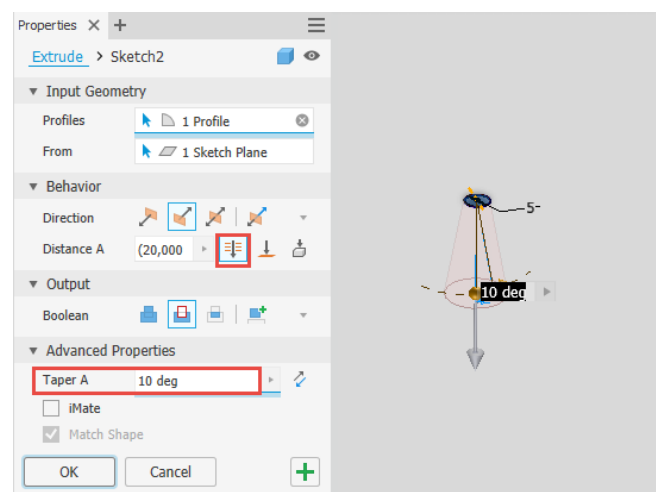 Properties × +
Extrude > Sketch2
Input Geometry
Profiles 1 Profile
From 1 Sketch Plane
Behavior
Direction
Distance A (20,000
Output
Boolean
Advanced Properties
Taper A 10 deg
iMate
Match Shape
OK Cancel
5-
10 deg